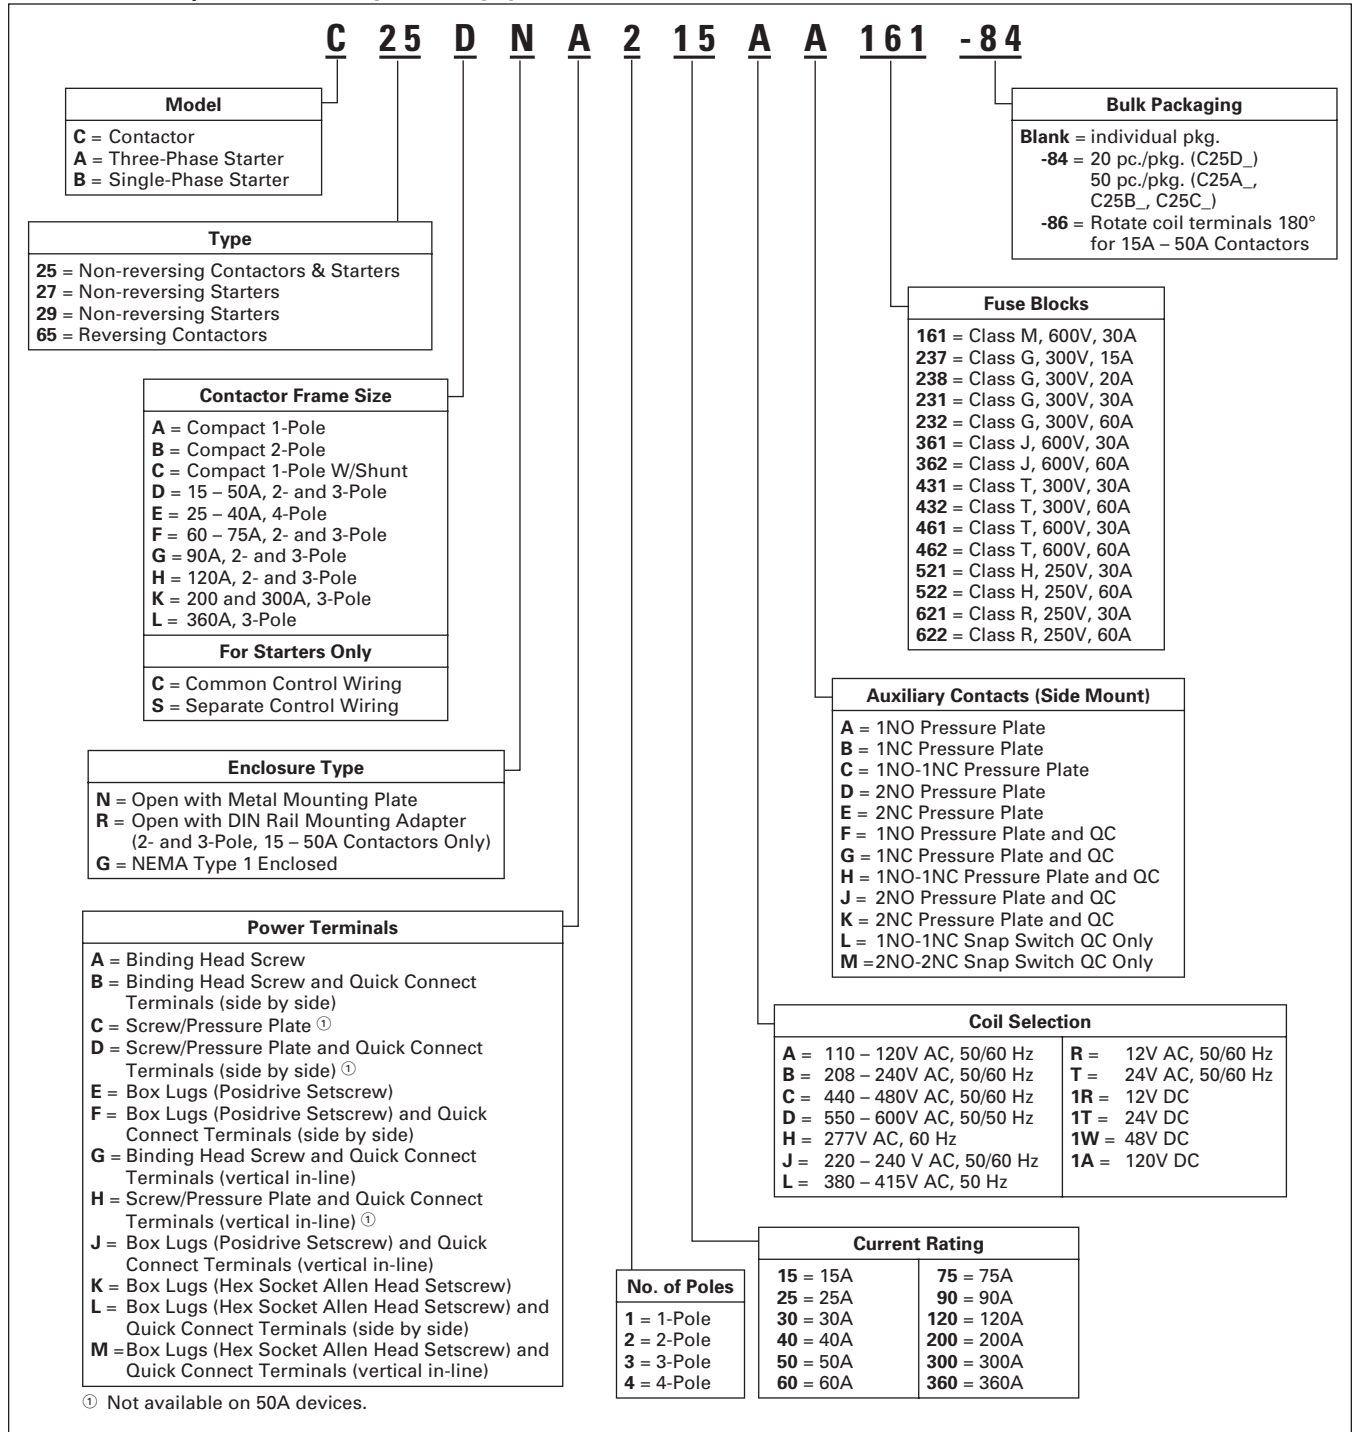 C 25 D N A 2 15 A A 161 -84
Model
C = Contactor
A = Three-Phase Starter
B = Single-Phase Starter
Bulk Packaging
Blank = individual pkg.
-84 = 20 pc./pkg. (C25D_)
50 pc./pkg. (C25A_,
C25B_, C25C_)
-86 = Rotate coil terminals 180°
for 15A – 50A Contactors
Type
25 = Non-reversing Contactors & Starters
27 = Non-reversing Starters
29 = Non-reversing Starters
65 = Reversing Contactors
Fuse Blocks
161 = Class M, 600V, 30A
237 = Class G, 300V, 15A
238 = Class G, 300V, 20A
231 = Class G, 300V, 30A
232 = Class G, 300V, 60A
361 = Class J, 600V, 30A
362 = Class J, 600V, 60A
431 = Class T, 300V, 30A
432 = Class T, 300V, 60A
461 = Class T, 600V, 30A
462 = Class T, 600V, 60A
521 = Class H, 250V, 30A
522 = Class H, 250V, 60A
621 = Class R, 250V, 30A
622 = Class R, 250V, 60A
Contactor Frame Size
A = Compact 1-Pole
B = Compact 2-Pole
C = Compact 1-Pole W/Shunt
D = 15 – 50A, 2- and 3-Pole
E = 25 – 40A, 4-Pole
F = 60 – 75A, 2- and 3-Pole
G = 90A, 2- and 3-Pole
H = 120A, 2- and 3-Pole
K = 200 and 300A, 3-Pole
L = 360A, 3-Pole
For Starters Only
C = Common Control Wiring
S = Separate Control Wiring
Auxiliary Contacts (Side Mount)
A = 1NO Pressure Plate
B = 1NC Pressure Plate
C = 1NO-1NC Pressure Plate
D = 2NO Pressure Plate
E = 2NC Pressure Plate
F = 1NO Pressure Plate and QC
G = 1NC Pressure Plate and QC
H = 1NO-1NC Pressure Plate and QC
J = 2NO Pressure Plate and QC
K = 2NC Pressure Plate and QC
L = 1NO-1NC Snap Switch QC Only
M =2NO-2NC Snap Switch QC Only
Enclosure Type
N = Open with Metal Mounting Plate
R = Open with DIN Rail Mounting Adapter
(2- and 3-Pole, 15 – 50A Contactors Only)
G = NEMA Type 1 Enclosed
Power Terminals
A = Binding Head Screw
B = Binding Head Screw and Quick Connect
Terminals (side by side)
C = Screw/Pressure Plate ①
D = Screw/Pressure Plate and Quick Connect
Terminals (side by side) ①
E = Box Lugs (Posidrive Setscrew)
F = Box Lugs (Posidrive Setscrew) and Quick
Connect Terminals (side by side)
G = Binding Head Screw and Quick Connect
Terminals (vertical in-line)
H = Screw/Pressure Plate and Quick Connect
Terminals (vertical in-line) ①
J = Box Lugs (Posidrive Setscrew) and Quick
Connect Terminals (vertical in-line)
K = Box Lugs (Hex Socket Allen Head Setscrew)
L = Box Lugs (Hex Socket Allen Head Setscrew) and
Quick Connect Terminals (side by side)
M =Box Lugs (Hex Socket Allen Head Setscrew) and
Quick Connect Terminals (vertical in-line)
Coil Selection
A = 110 – 120V AC, 50/60 Hz
B = 208 – 240V AC, 50/60 Hz
C = 440 – 480V AC, 50/60 Hz
D = 550 – 600V AC, 50/50 Hz
H = 277V AC, 60 Hz
J = 220 – 240 V AC, 50/60 Hz
L = 380 – 415V AC, 50 Hz
R = 12V AC, 50/60 Hz
T = 24V AC, 50/60 Hz
1R = 12V DC
1T = 24V DC
1W = 48V DC
1A = 120V DC
No. of Poles
1 = 1-Pole
2 = 2-Pole
3 = 3-Pole
4 = 4-Pole
Current Rating
15 = 15A
25 = 25A
30 = 30A
40 = 40A
50 = 50A
60 = 60A
75 = 75A
90 = 90A
120 = 120A
200 = 200A
300 = 300A
360 = 360A
① Not available on 50A devices.